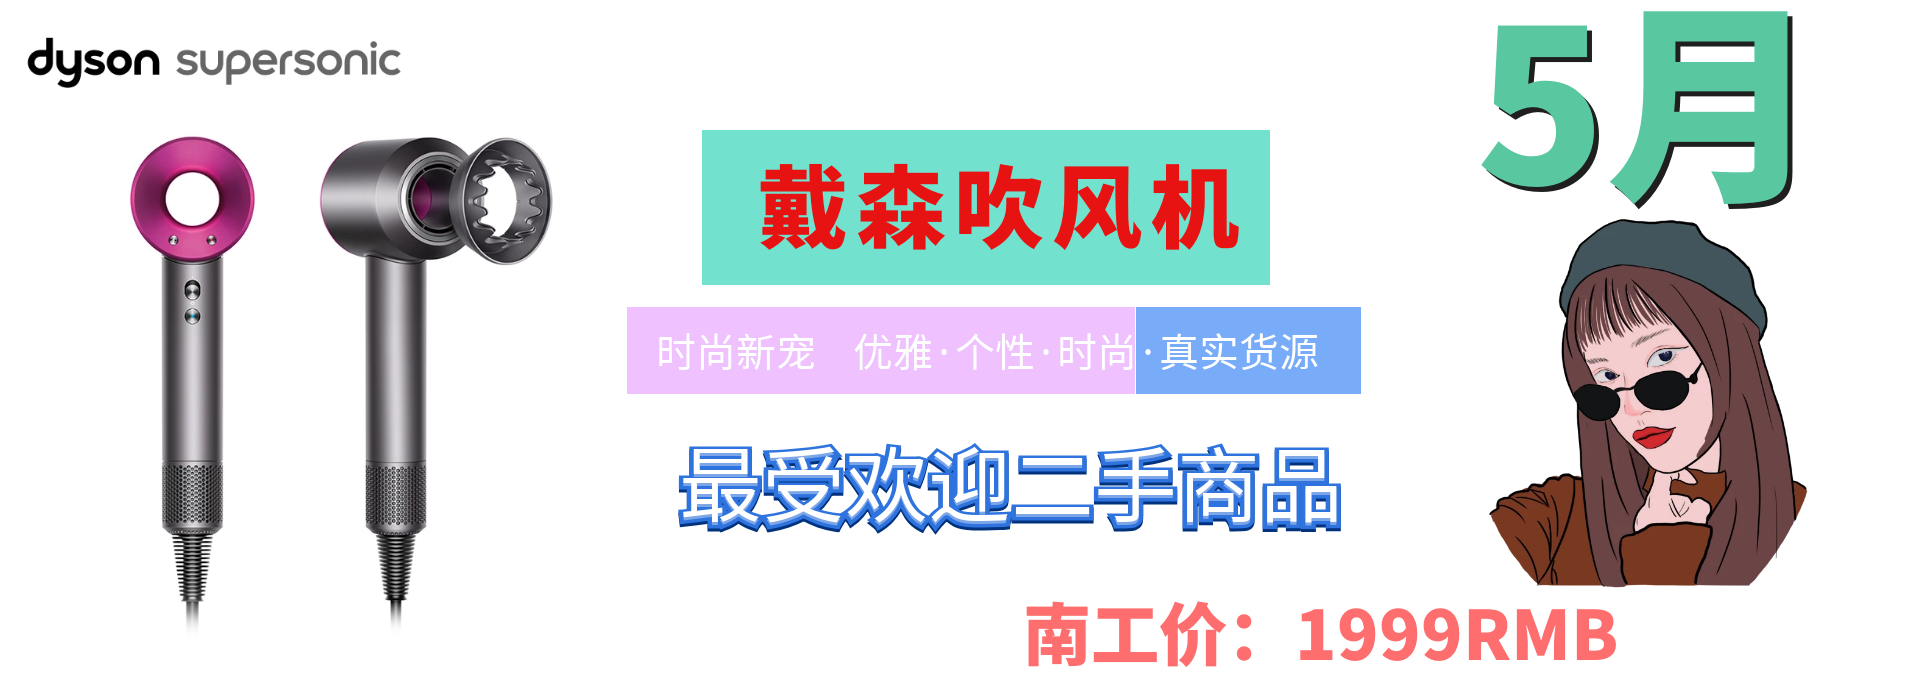 dyson supersonic
5月
戴森吹风机
时尚新宠 优雅·个性·时尚·真实货源
最受欢迎二手商品
南工价：1999RMB